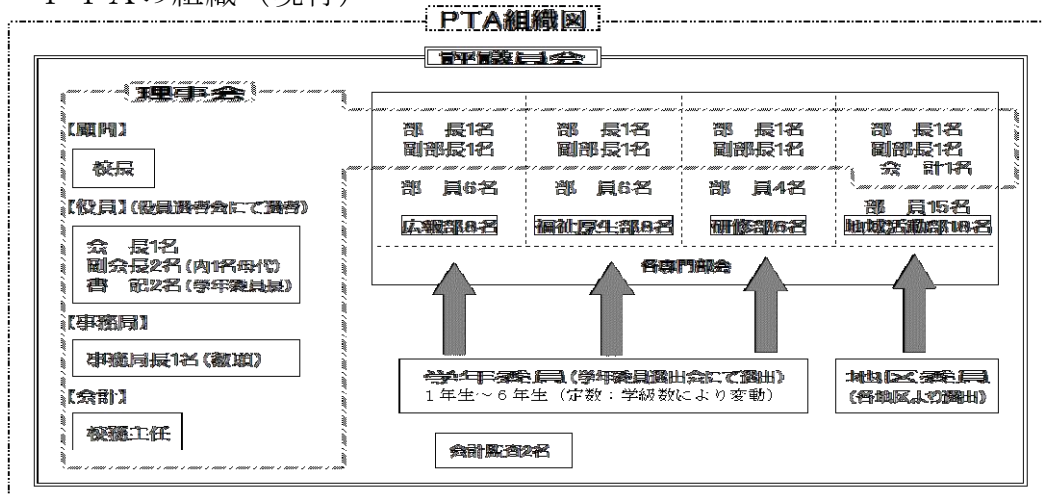 PTAの組織（現行）
PTA組織図
評議員会
理事会
【顧問】
校長
【役員】(役員選考会にて選考)
会　長1名
副会長2名(内1名母代)
書　記2名(学年委員長)
【事務局】
事務局長1名(教頭)
【会計】
校務主任
部　長1名
副部長1名
部　員6名
広報部8名
部　長1名
副部長1名
部　員6名
福祉厚生部8名
部　長1名
副部長1名
部　員4名
研修部6名
部　長1名
副部長1名
会　計1名
部　員15名
地域活動部18名
各専門部会
学年委員(学年委員選出会にて選出)
1年生～6年生（定数：学級数により変動）
地区委員
(各地区より選出)
会計監査2名